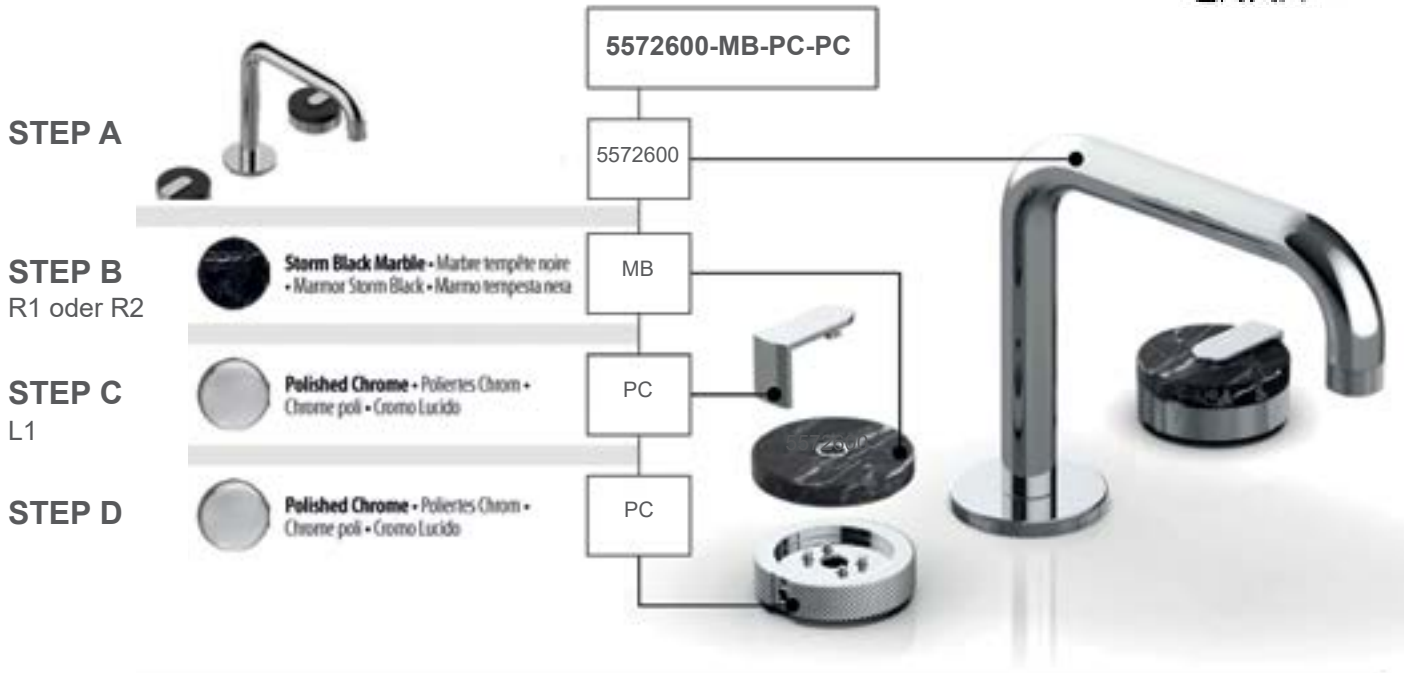 5572600-MB-PC-PC
STEP A
5572600
STEP B
R1 oder R2
Storm Black Marble • Marbre tempête noire
• Marmor Storm Black • Marmo tempesta nera
MB
STEP C
L1
Polished Chrome • Poliertes Chrom •
Chrome poli • Cromo Lucido
PC
5572600
STEP D
Polished Chrome • Poliertes Chrom •
Chrome poli • Cromo Lucido
PC